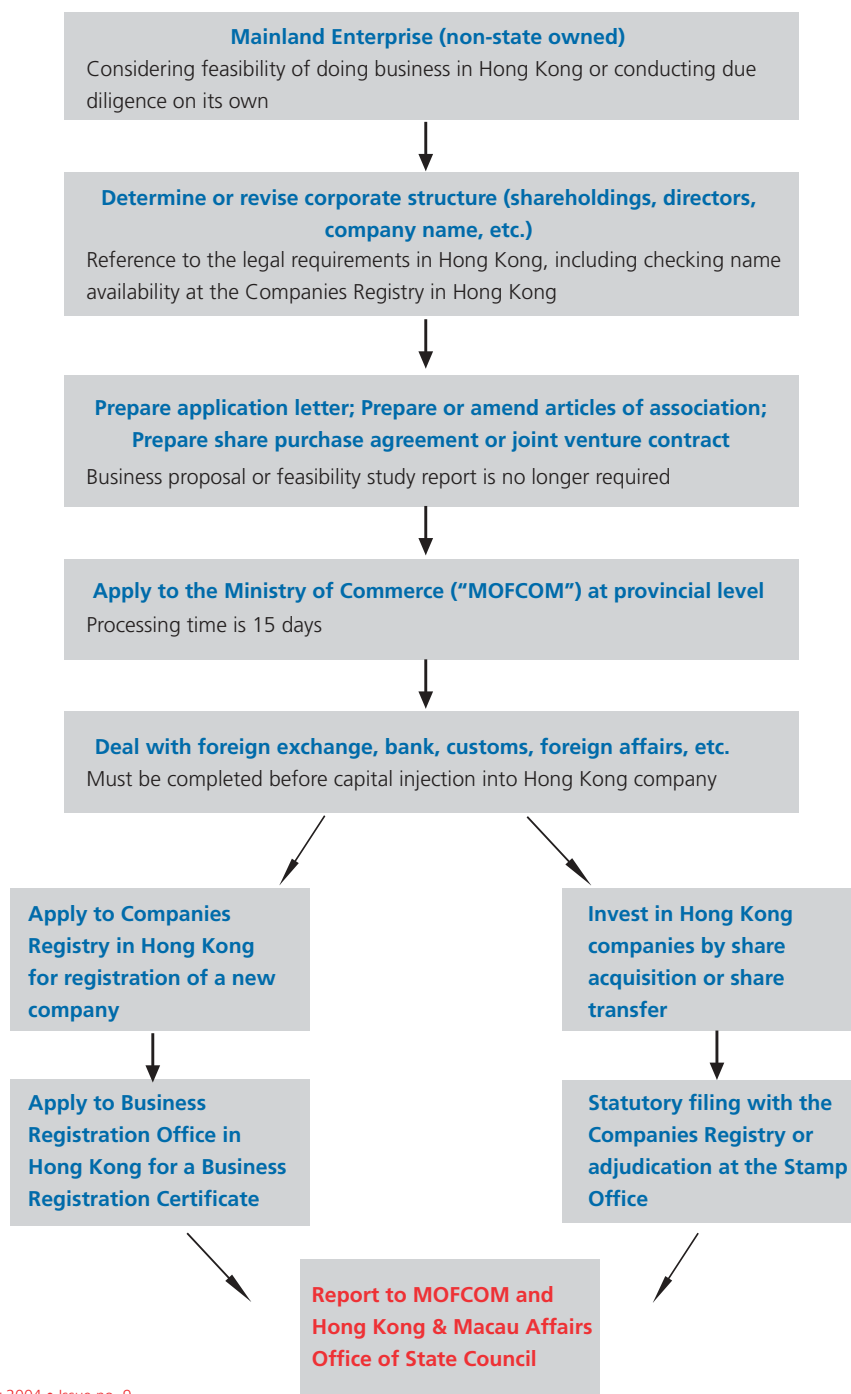 Mainland Enterprise (non-state owned)
Considering feasibility of doing business in Hong Kong or conducting due
diligence on its own
Determine or revise corporate structure (shareholdings, directors,
company name, etc.)
Reference to the legal requirements in Hong Kong, including checking name
availability at the Companies Registry in Hong Kong
Prepare application letter; Prepare or amend articles of association;
Prepare share purchase agreement or joint venture contract
Business proposal or feasibility study report is no longer required
Apply to the Ministry of Commerce ("MOFCOM") at provincial level
Processing time is 15 days
Deal with foreign exchange, bank, customs, foreign affairs, etc.
Must be completed before capital injection into Hong Kong company
Apply to Companies
Registry in Hong Kong
for registration of a new
company
Apply to Business
Registration Office in
Hong Kong for a Business
Registration Certificate
Invest in Hong Kong
companies by share
acquisition or share
transfer
Statutory filing with the
Companies Registry or
adjudication at the Stamp
Office
Report to MOFCOM and
Hong Kong & Macau Affairs
Office of State Council
2004 • Issue no.